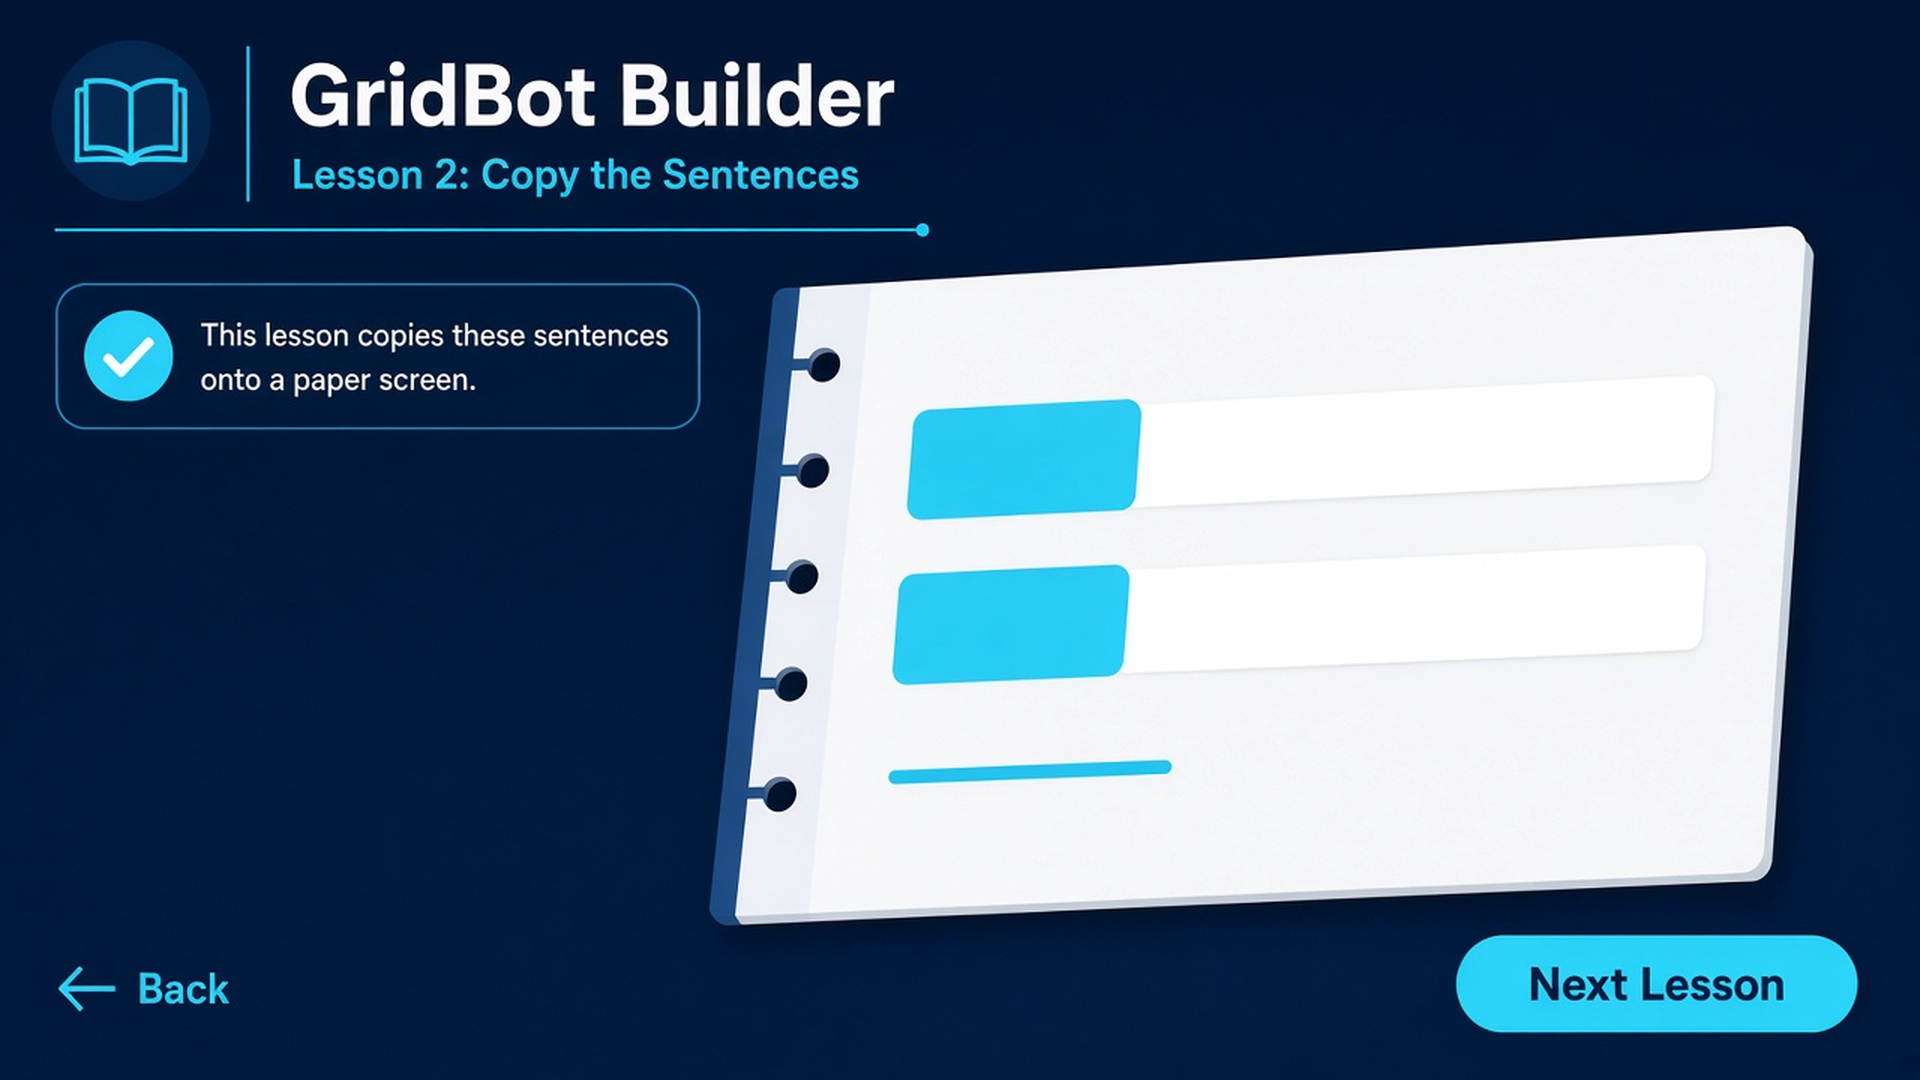 GridBot Builder
Lesson 2: Copy the Sentences
This lesson copies these sentences
onto a paper screen.
Back
Next Lesson